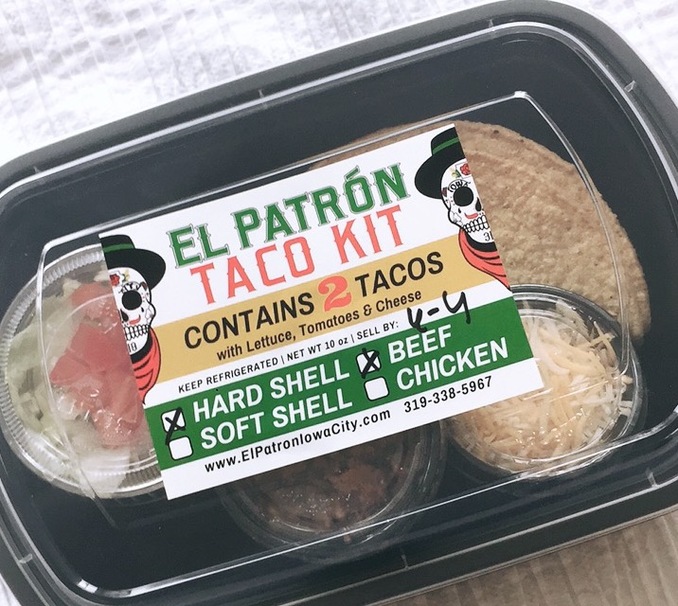 EL PATRÓN
TACO KIT
CONTAINS 2 TACOS
with Lettuce, Tomatoes & Cheese
KEEP REFRIGERATED | NET WT 10 oz | SELL BY: 4-4
X HARD SHELL X BEEF
SOFT SHELL CHICKEN
www.ElPatronIowaCity.com 319-338-5967